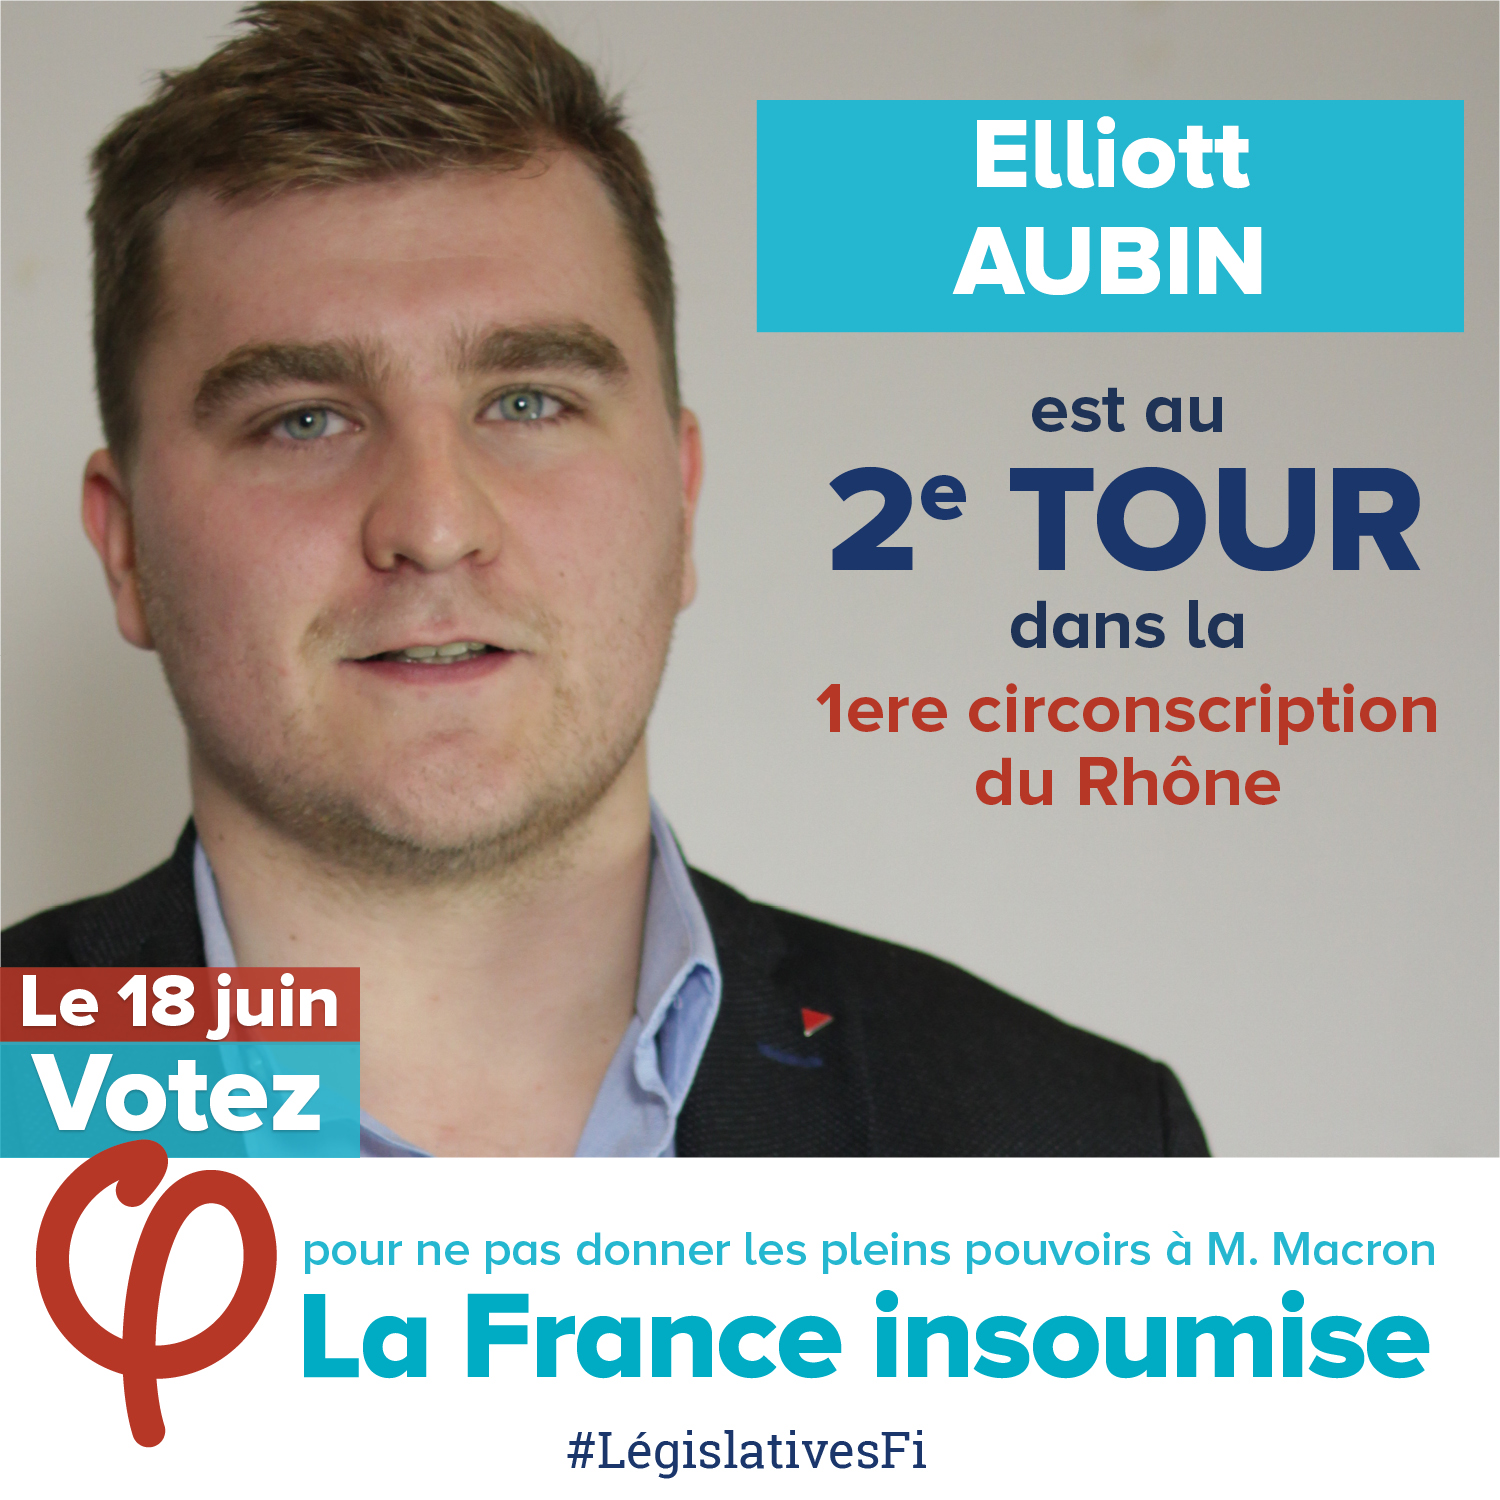 Elliott
AUBIN
est au
2e TOUR
dans la
1ere circonscription
du Rhône
Le 18 juin
Votez
φ
pour ne pas donner les pleins pouvoirs à M. Macron
La France insoumise
#LégislativesFi